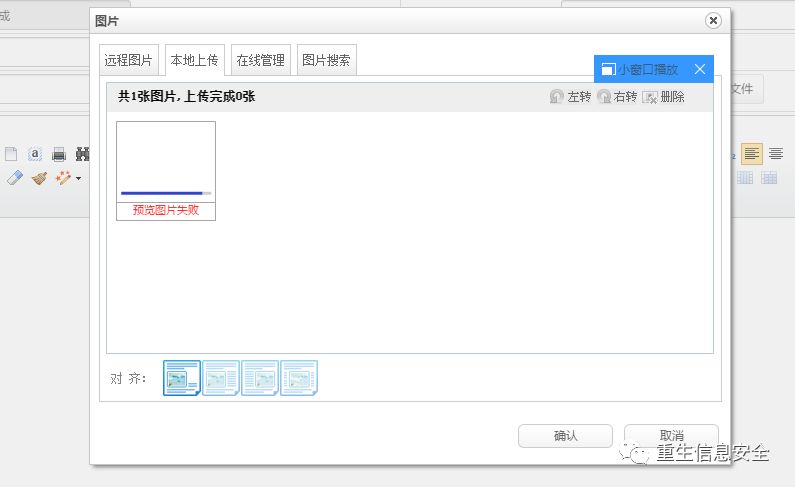 成
图片
远程图片 本地上传 在线管理 图片搜索
小窗口播放
文件
共1张图片,上传完成0张 左转 右转 删除
a
预览图片失败
对 齐：
确认 取消
重生信息安全